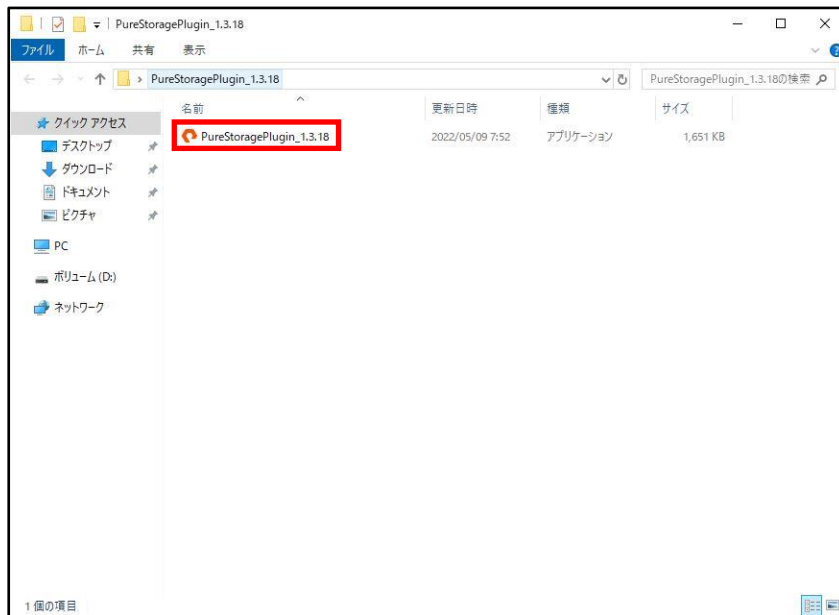 PureStoragePlugin_1.3.18
ファイル ホーム 共有 表示
PureStoragePlugin_1.3.18 PureStoragePlugin_1.3.18の検索
名前 更新日時 種類 サイズ
クイック アクセス
PureStoragePlugin_1.3.18 2022/05/09 7:52 アプリケーション 1,651 KB
デスクトップ
ダウンロード
ドキュメント
ピクチャ
PC
ボリューム (D:)
ネットワーク
1 個の項目